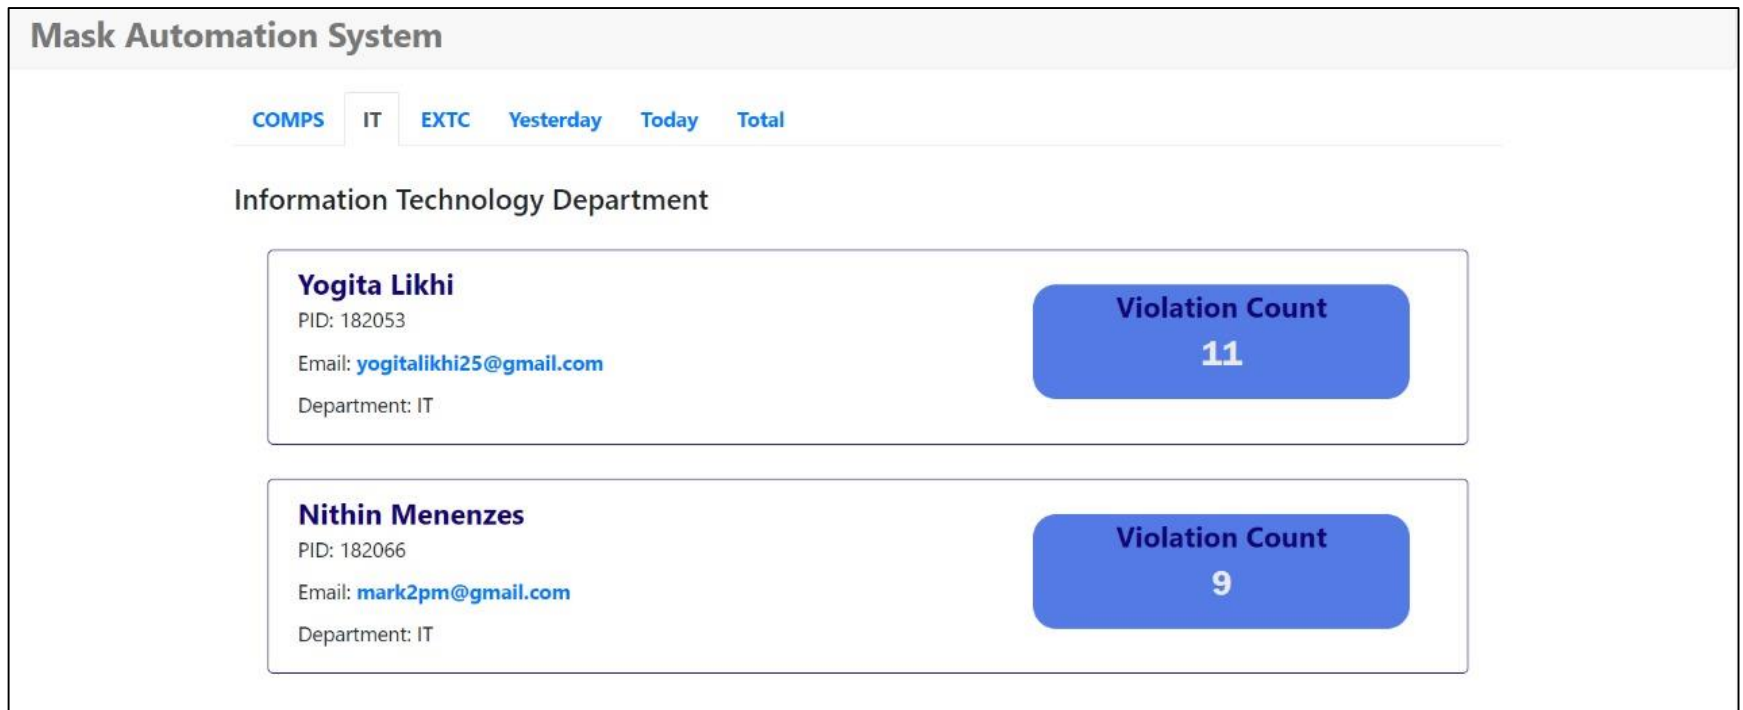 Mask Automation System
COMPS IT EXTC Yesterday Today Total
Information Technology Department
Yogita Likhi
PID: 182053
Email: yogitalikhi25@gmail.com
Department: IT
Violation Count
11
Nithin Menenzes
PID: 182066
Email: mark2pm@gmail.com
Department: IT
Violation Count
9